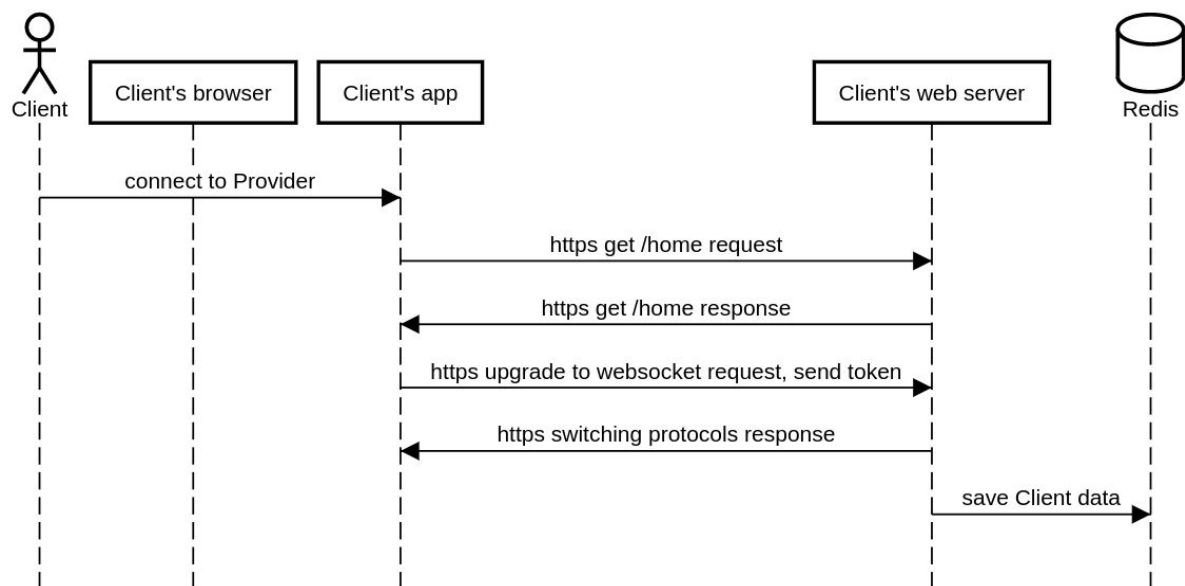 Client
Client's browser
Client's app
Client's web server
Redis
connect to Provider
https get /home request
https get /home response
https upgrade to websocket request, send token
https switching protocols response
save Client data